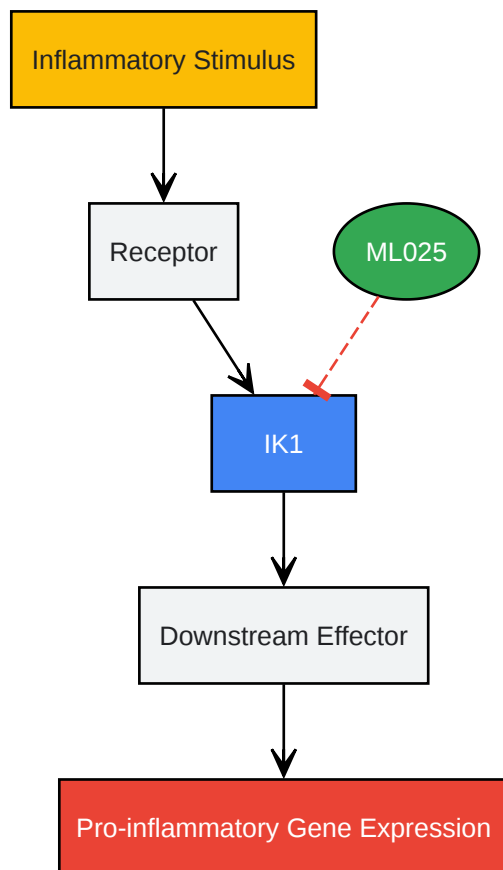 Inflammatory Stimulus
Receptor
ML025
IK1
Downstream Effector
Pro-inflammatory Gene Expression